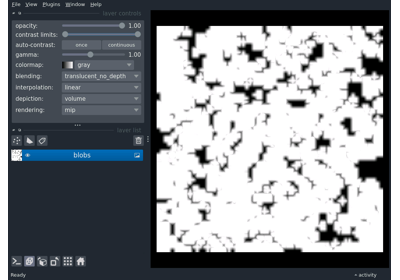 File View Plugins Window Help
layer controls
opacity: 1.00
contrast limits:
auto-contrast: once continuous
gamma: 1.00
colormap: gray
blending: translucent_no_depth
interpolation: linear
depiction: volume
rendering: mip
layer list
blobs
Ready activity